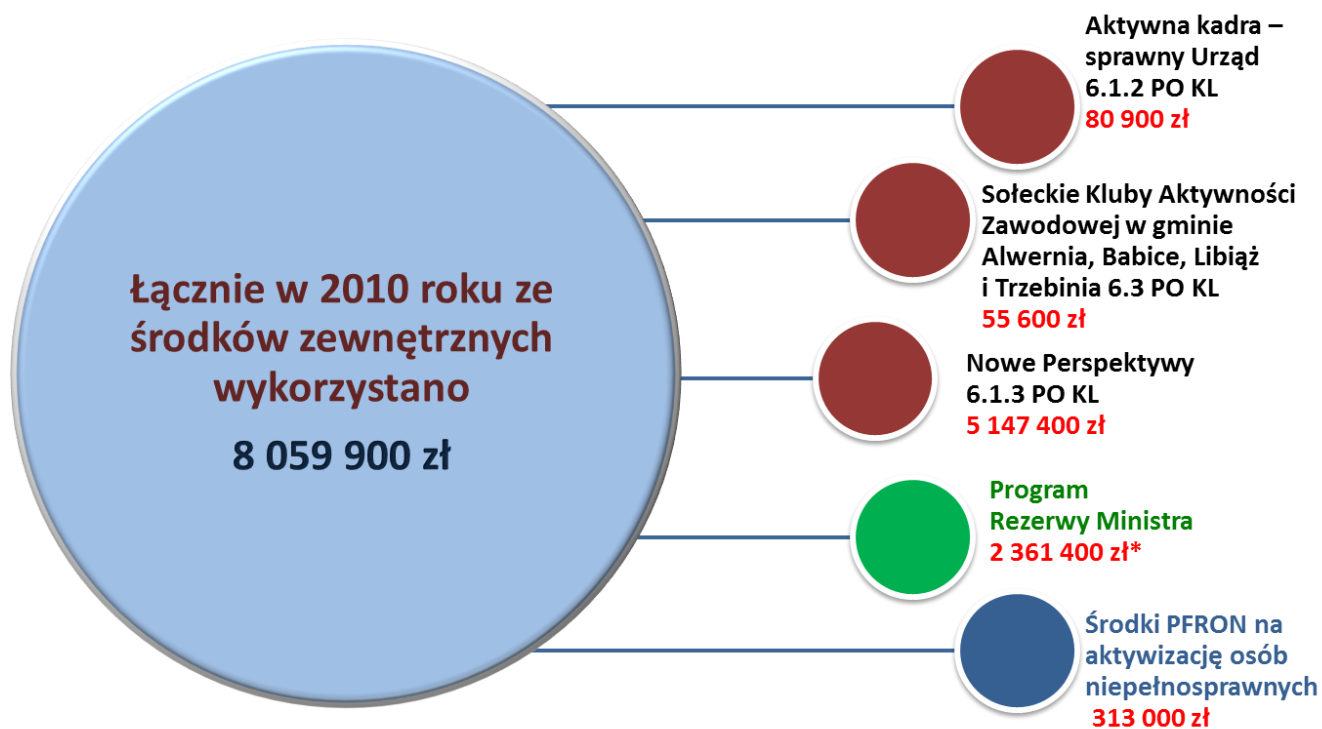 Łącznie w 2010 roku ze
środków zewnętrznych
wykorzystano
8 059 900 zł
Aktywna kadra –
sprawny Urząd
6.1.2 PO KL
80 900 zł
Sołeckie Kluby Aktywności
Zawodowej w gminie
Alwernia, Babice, Libiąż
i Trzebinia 6.3 PO KL
55 600 zł
Nowe Perspektywy
6.1.3 PO KL
5 147 400 zł
Program
Rezerwy Ministra
2 361 400 zł*
Środki PFRON na
aktywizację osób
niepełnosprawnych
313 000 zł